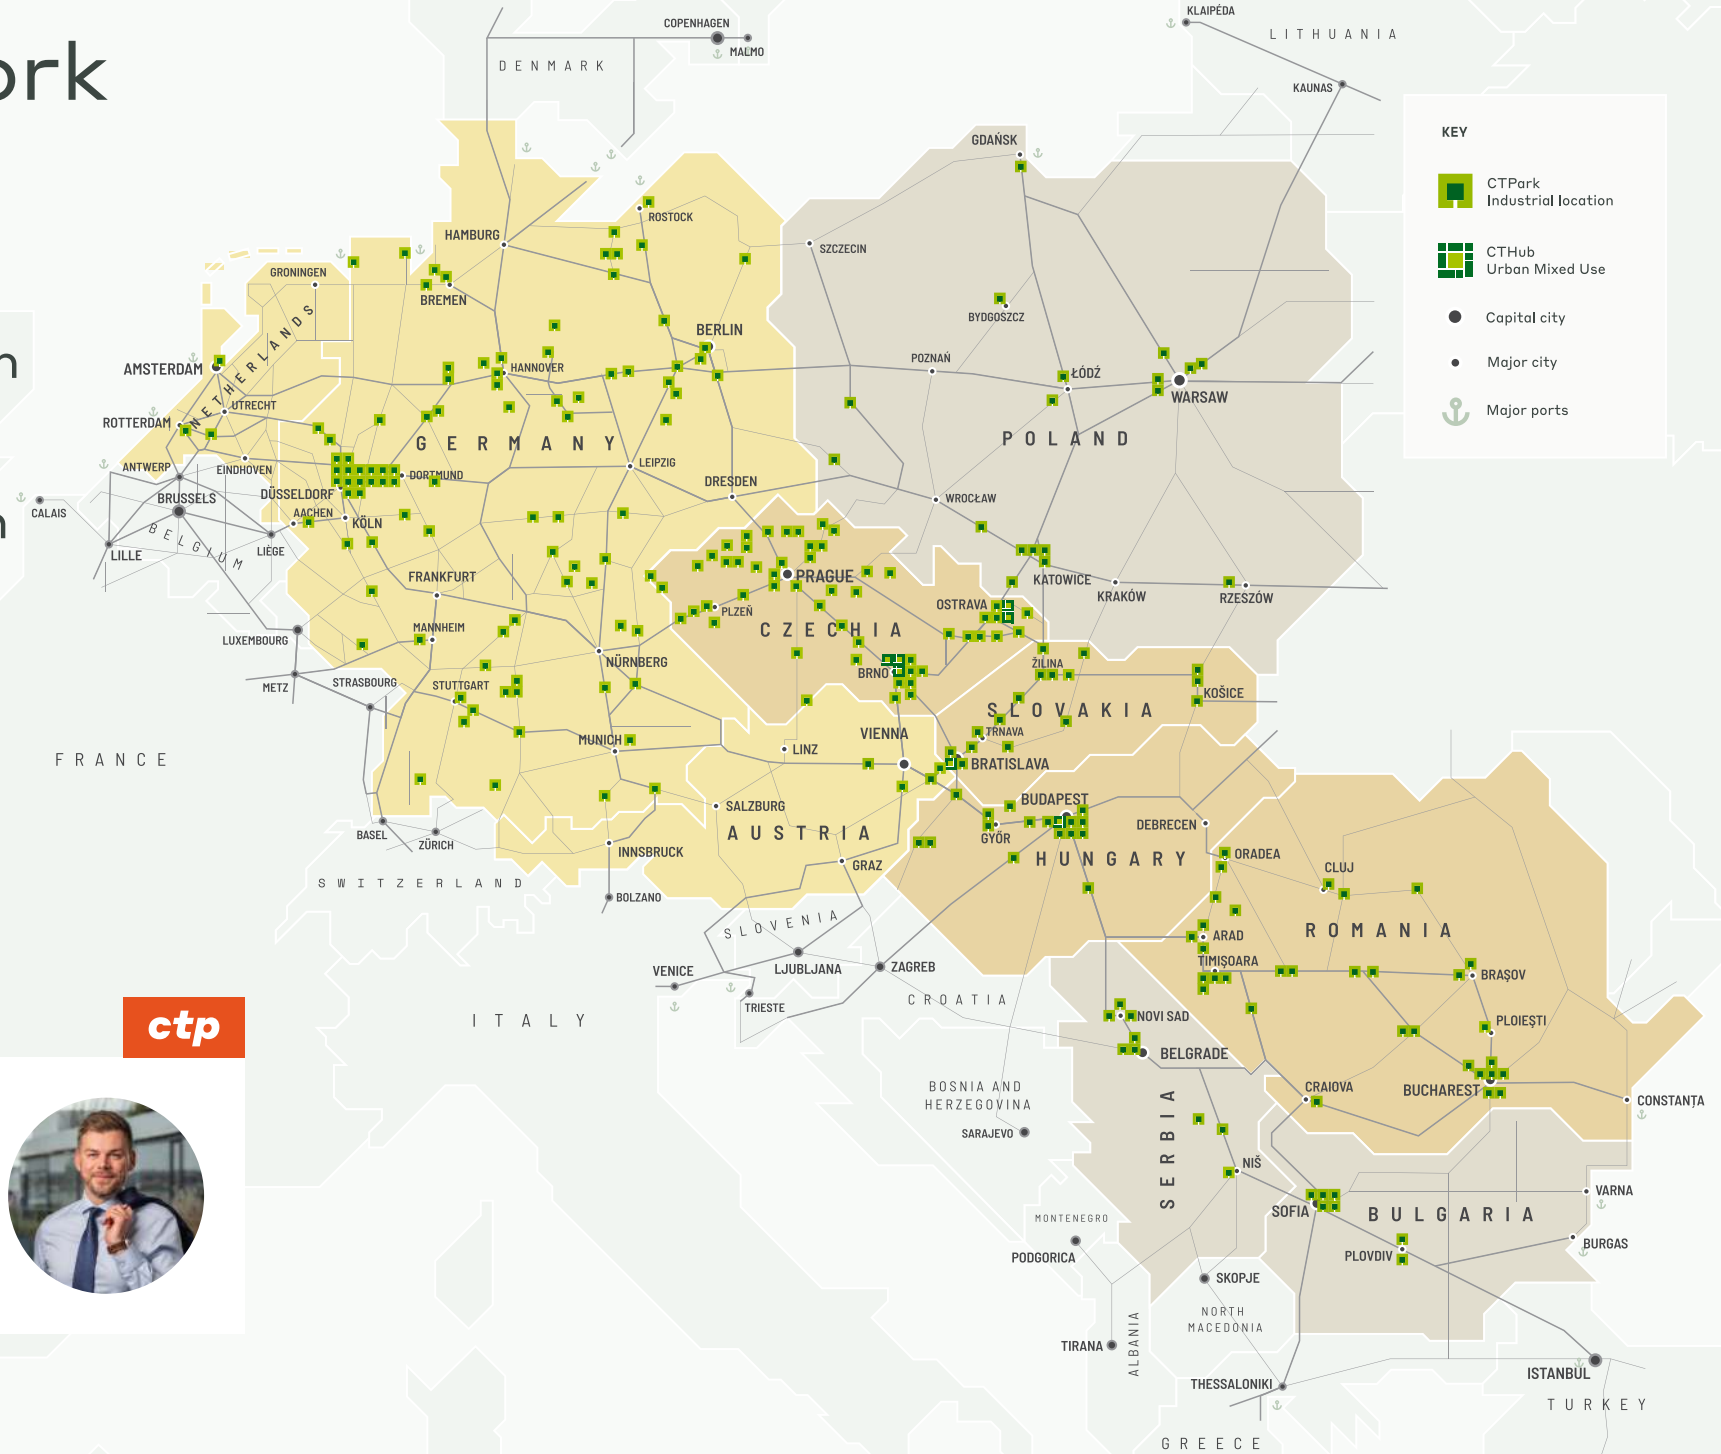 ork
n
n
COPENHAGEN
MALMO
DENMARK
KLAIPĖDA
LITHUANIA
KAUNAS
KEY
CTPark
Industrial location
CTHub
Urban Mixed Use
Capital city
Major city
Major ports
GDAŃSK
ROSTOCK
HAMBURG
SZCZECIN
GRONINGEN
BREMEN
BYDGOSZCZ
BERLIN
NETHERLANDS
AMSTERDAM
HANNOVER
POZNAŃ
ŁÓDŹ
WARSAW
UTRECHT
ROTTERDAM
GERMANY
POLAND
ANTWERP
EINDHOVEN
DORTMUND
LEIPZIG
DRESDEN
BRUSSELS
DÜSSELDORF
WROCŁAW
CALAIS
AACHEN
KÖLN
BELGIUM
LILLE
LIÈGE
FRANKFURT
PRAGUE
KATOWICE
KRAKÓW
RZESZÓW
PLZEŇ
OSTRAVA
LUXEMBOURG
MANNHEIM
CZECHIA
NÜRNBERG
ŽILINA
BRNO
METZ
STRASBOURG
STUTTGART
KOŠICE
SLOVAKIA
FRANCE
MUNICH
LINZ
VIENNA
TRNAVA
BRATISLAVA
SALZBURG
BUDAPEST
BASEL
ZÜRICH
AUSTRIA
GYŐR
DEBRECEN
INNSBRUCK
GRAZ
HUNGARY
ORADEA
CLUJ
SWITZERLAND
BOLZANO
SLOVENIA
ROMANIA
ARAD
VENICE
LJUBLJANA
ZAGREB
TIMIȘOARA
BRAȘOV
TRIESTE
CROATIA
ITALY
NOVI SAD
PLOIEȘTI
ctp
BELGRADE
BOSNIA AND
HERZEGOVINA
CRAIOVA
BUCHAREST
CONSTANȚA
SARAJEVO
SERBIA
NIŠ
VARNA
MONTENEGRO
SOFIA
BULGARIA
PODGORICA
PLOVDIV
BURGAS
SKOPJE
NORTH
MACEDONIA
TIRANA
ALBANIA
THESSALONIKI
ISTANBUL
TURKEY
GREECE